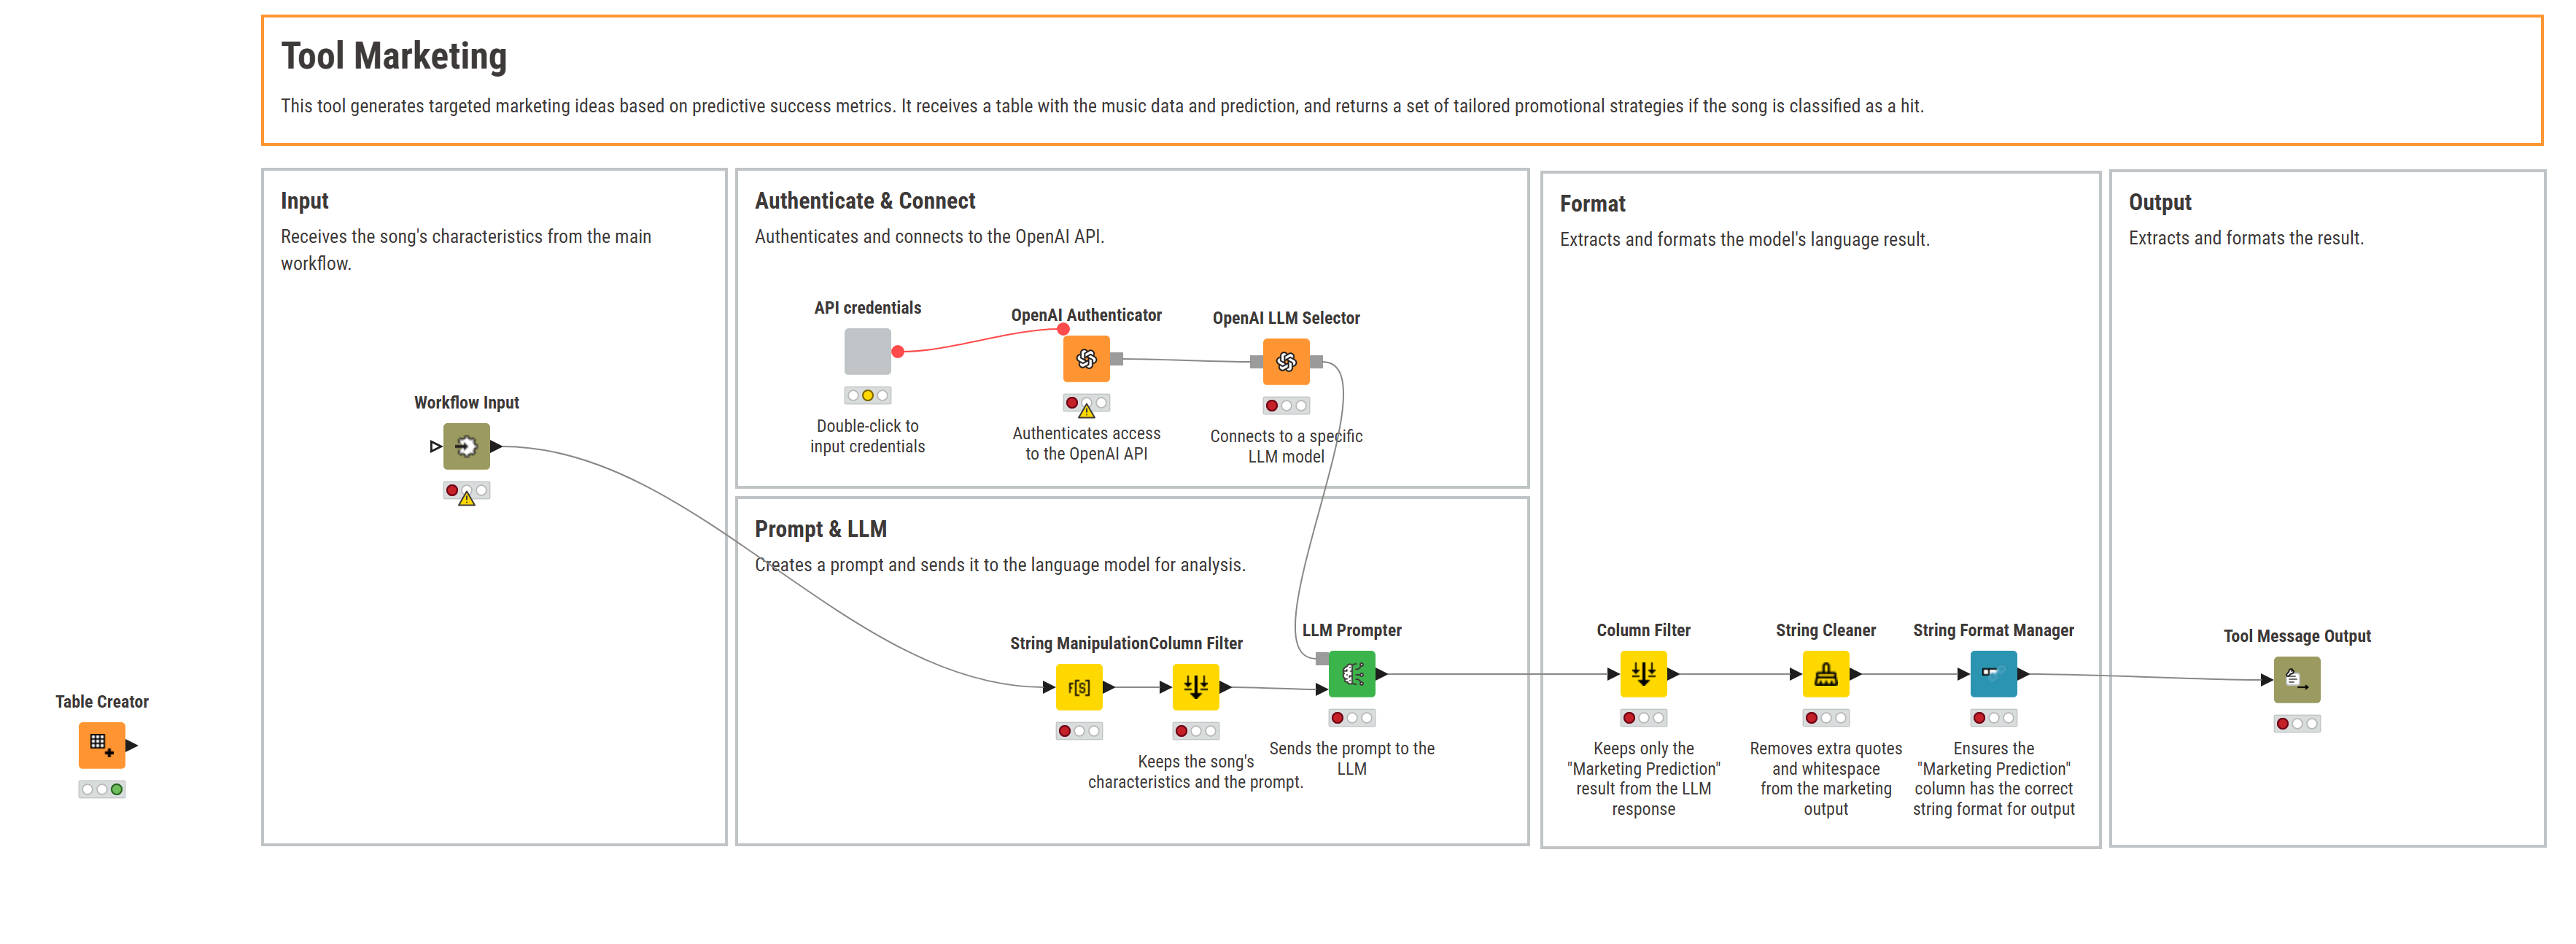 Tool Marketing
This tool generates targeted marketing ideas based on predictive success metrics. It receives a table with the music data and prediction, and returns a set of tailored promotional strategies if the song is classified as a hit.
Input
Receives the song's characteristics from the main
workflow.
Workflow Input
Table Creator
Authenticate & Connect
Authenticates and connects to the OpenAI API.
API credentials
Double-click to
input credentials
OpenAI Authenticator
Authenticates access
to the OpenAI API
OpenAI LLM Selector
Connects to a specific
LLM model
Prompt & LLM
Creates a prompt and sends it to the language model for analysis.
String Manipulation
F[S]
Column Filter
Keeps the song's
characteristics and the prompt.
LLM Prompter
Sends the prompt to the
LLM
Format
Extracts and formats the model's language result.
Column Filter
Keeps only the
"Marketing Prediction"
result from the LLM
response
String Cleaner
Removes extra quotes
and whitespace
from the marketing
output
String Format Manager
Ensures the
"Marketing Prediction"
column has the correct
string format for output
Output
Extracts and formats the result.
Tool Message Output